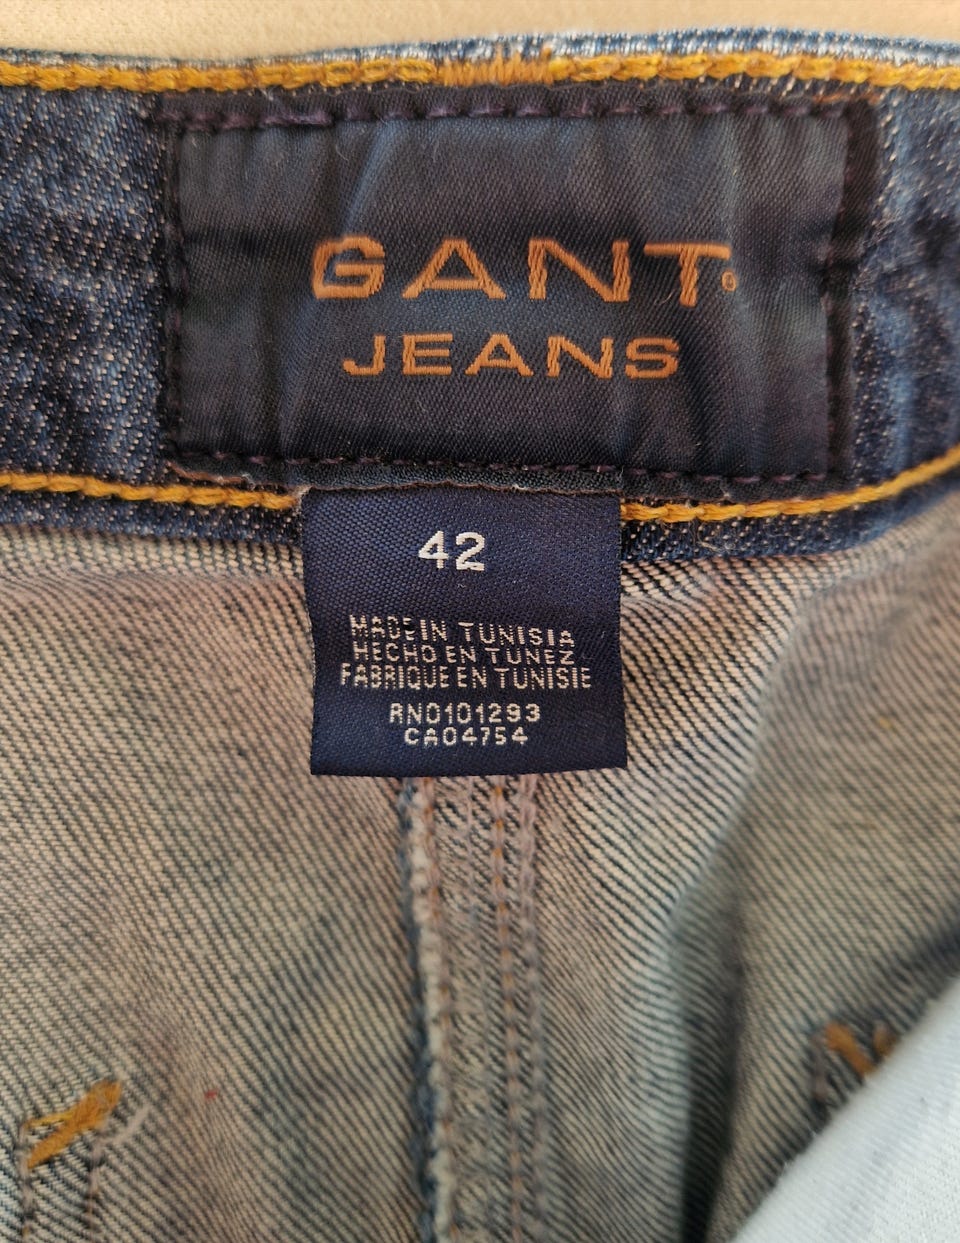 GANT®
JEANS
42
MADE IN TUNISIA
HECHO EN TUNEZ
FABRIQUE EN TUNISIE
RN0101293
CA04754